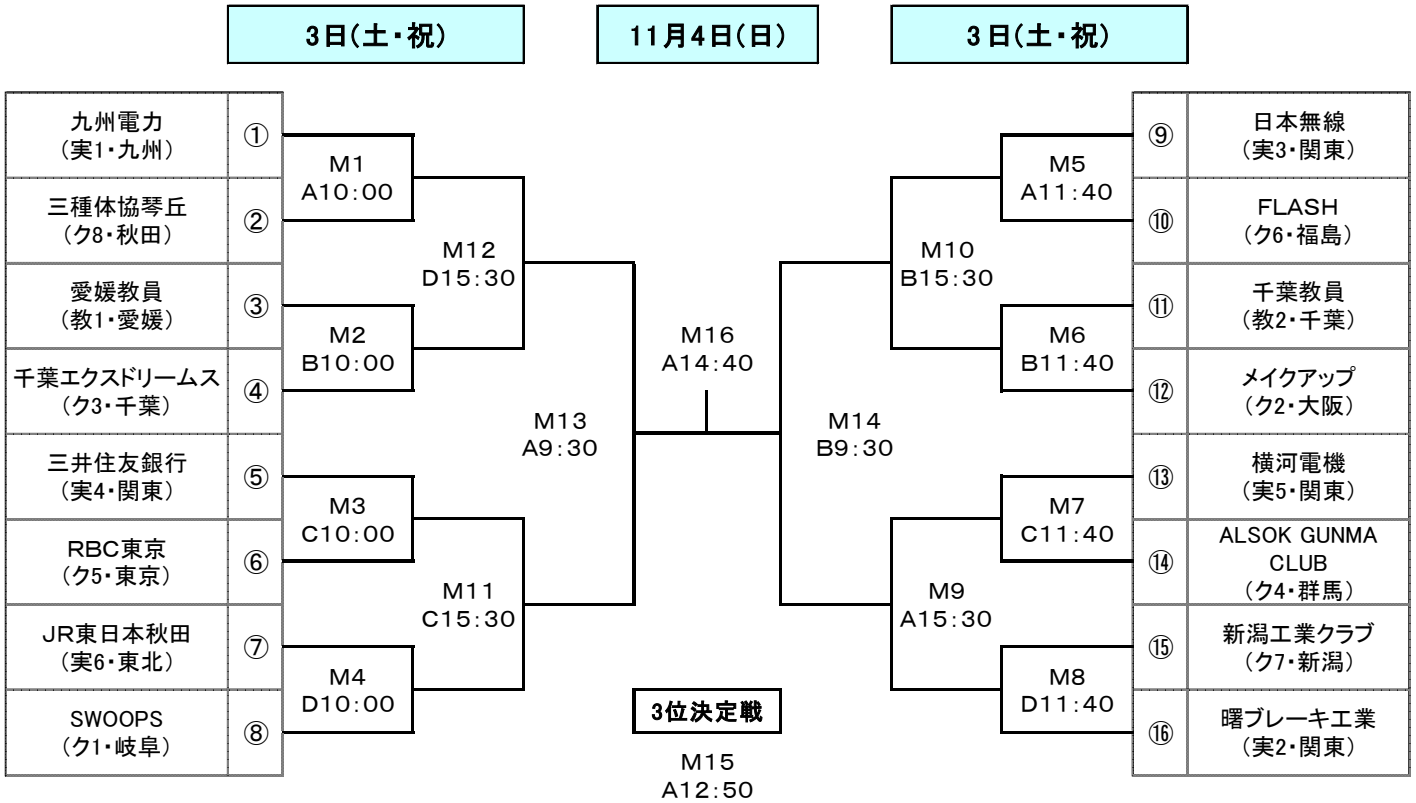 3日(土・祝)
11月4日(日)
3日(土・祝)
九州電力
(実1・九州)
①
三種体協琴丘
(ク8・秋田)
②
愛媛教員
(教1・愛媛)
③
千葉エクスドリームス
(ク3・千葉)
④
三井住友銀行
(実4・関東)
⑤
RBC東京
(ク5・東京)
⑥
JR東日本秋田
(実6・東北)
⑦
SWOOPS
(ク1・岐阜)
⑧
M1
A10:00
M2
B10:00
M3
C10:00
M4
D10:00
M12
D15:30
M11
C15:30
M13
A9:30
M16
A14:40
M14
B9:30
M10
B15:30
M9
A15:30
M5
A11:40
M6
B11:40
M7
C11:40
M8
D11:40
⑨
日本無線
(実3・関東)
⑩
FLASH
(ク6・福島)
⑪
千葉教員
(教2・千葉)
⑫
メイクアップ
(ク2・大阪)
⑬
横河電機
(実5・関東)
⑭
ALSOK GUNMA
CLUB
(ク4・群馬)
⑮
新潟工業クラブ
(ク7・新潟)
⑯
曙ブレーキ工業
(実2・関東)
3位決定戦
M15
A12:50